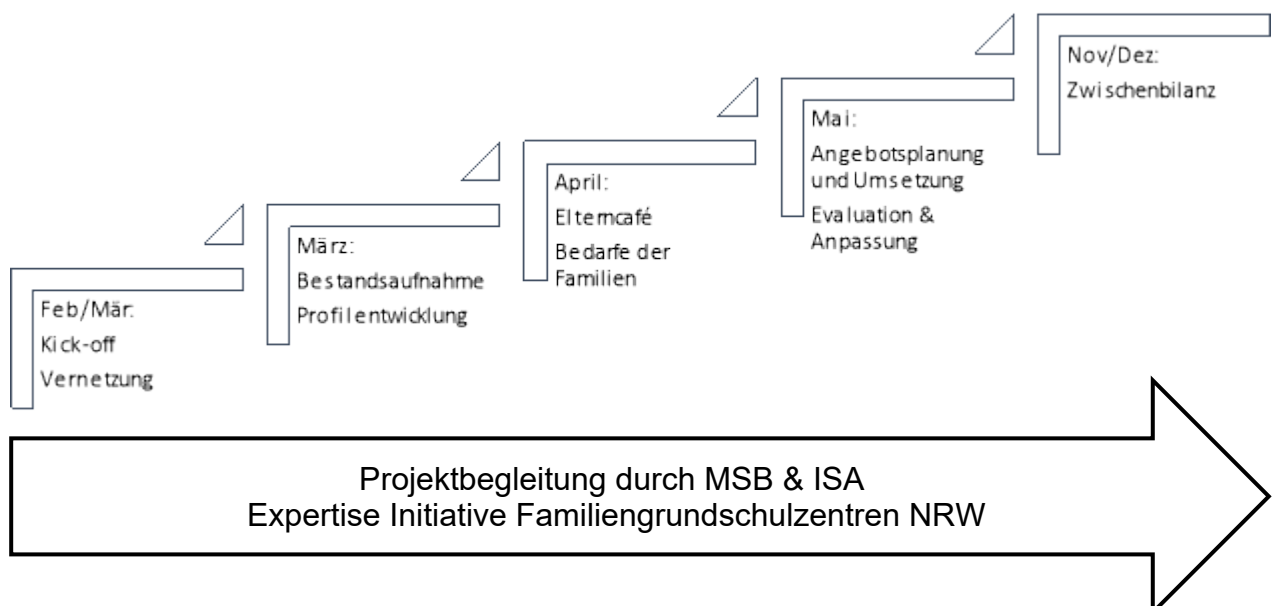 Feb/Mär:
Kick-off
Vernetzung
März:
Bestandsaufnahme
Profilentwicklung
April:
Elterncafé
Bedarfe der
Familien
Mai:
Angebotsplanung
und Umsetzung
Evaluation &
Anpassung
Nov/Dez:
Zwischenbilanz
Projektbegleitung durch MSB & ISA
Expertise Initiative Familiengrundschulzentren NRW